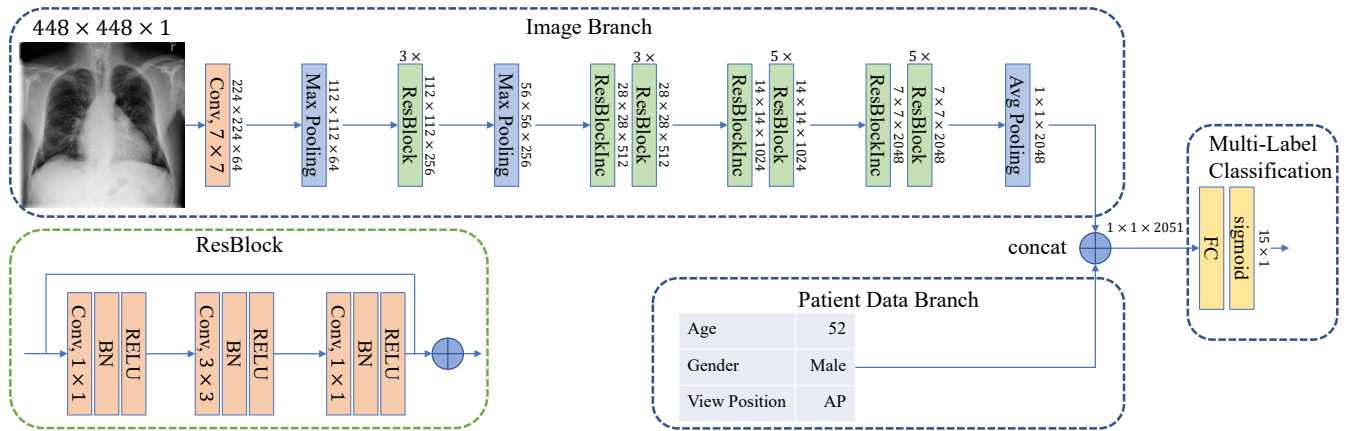 448 × 448 × 1
Image Branch
Conv, 7 × 7
224 × 224 × 64
Max Pooling
112 × 112 × 64
3 ×
ResBlock
112 × 112 × 256
Max Pooling
56 × 56 × 256
ResBlockInc
28 × 28 × 512
3 ×
ResBlock
28 × 28 × 512
ResBlockInc
14 × 14 × 1024
5 ×
ResBlock
14 × 14 × 1024
ResBlockInc
7 × 7 × 2048
5 ×
ResBlock
7 × 7 × 2048
Avg Pooling
1 × 1 × 2048
ResBlock
Conv, 1 × 1
BN
RELU
Conv, 3 × 3
BN
RELU
Conv, 1 × 1
BN
RELU
concat
1 × 1 × 2051
Patient Data Branch
Age 52
Gender Male
View Position AP
Multi-Label
Classification
FC
sigmoid
15 × 1